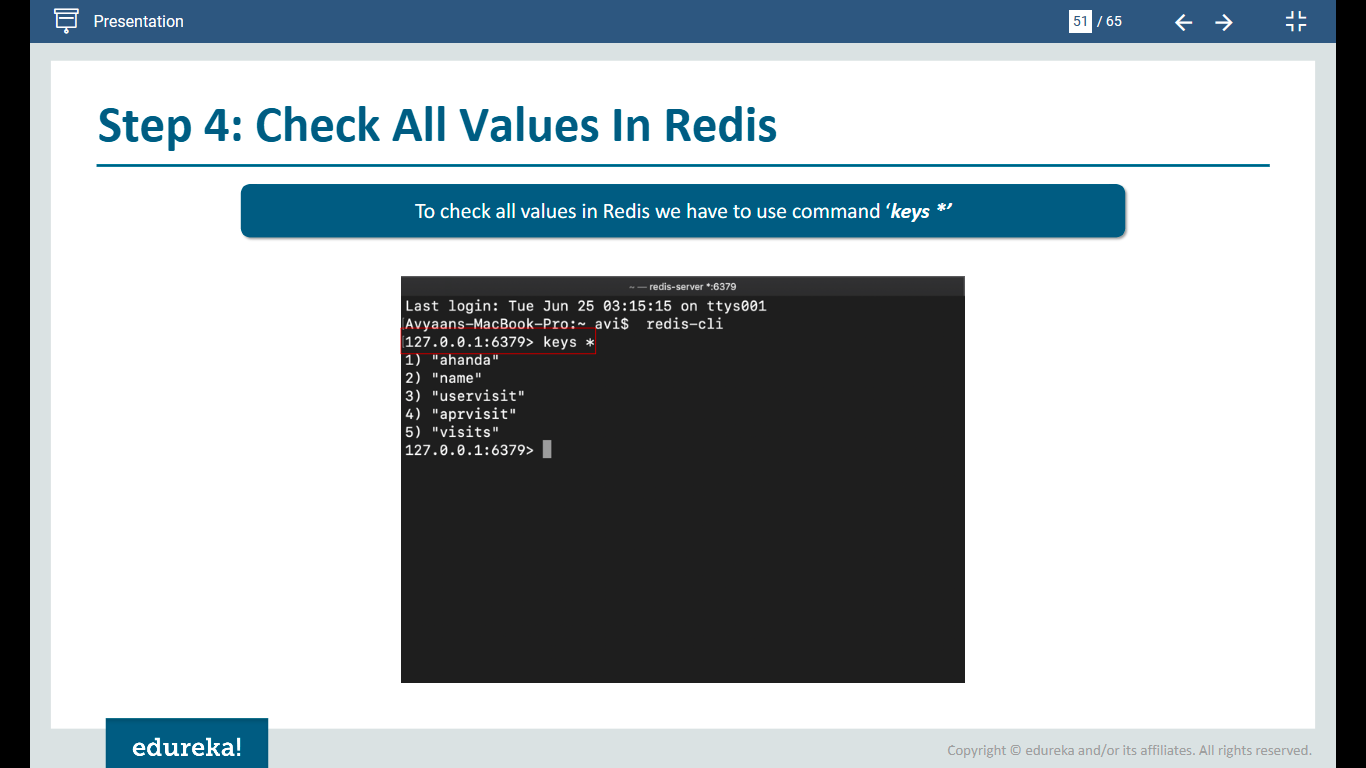 Presentation
51 / 65
Step 4: Check All Values In Redis
To check all values in Redis we have to use command ‘keys *’
~ — redis-server *:6379
Last login: Tue Jun 25 03:15:15 on ttys001
[Avyaans-MacBook-Pro:~ avi$  redis-cli
[127.0.0.1:6379> keys *
1) "ahanda"
2) "name"
3) "uservisit"
4) "aprvisit"
5) "visits"
127.0.0.1:6379>
edureka!
Copyright © edureka and/or its affiliates. All rights reserved.